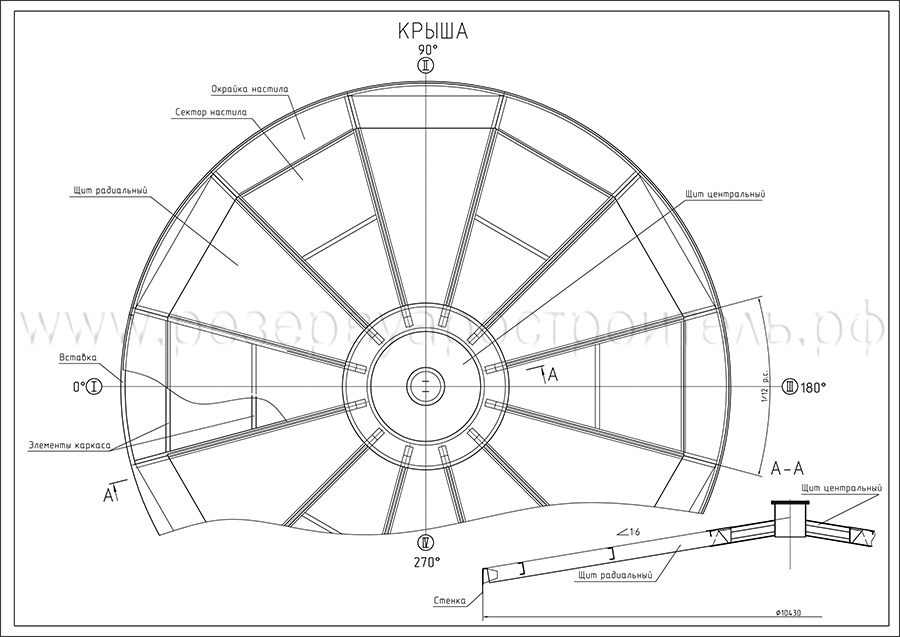 КРЫША
90°
II
Окрайка настила
Сектор настила
Щит радиальный
Щит центральный
www.резервуаростроитель.рф
Вставка
0° I
A
III 180°
1/12 р.с.
Элементы каркаса
A
A-A
Щит центральный
∠1:6
IV
270°
Щит радиальный
Стенка
Ø10430